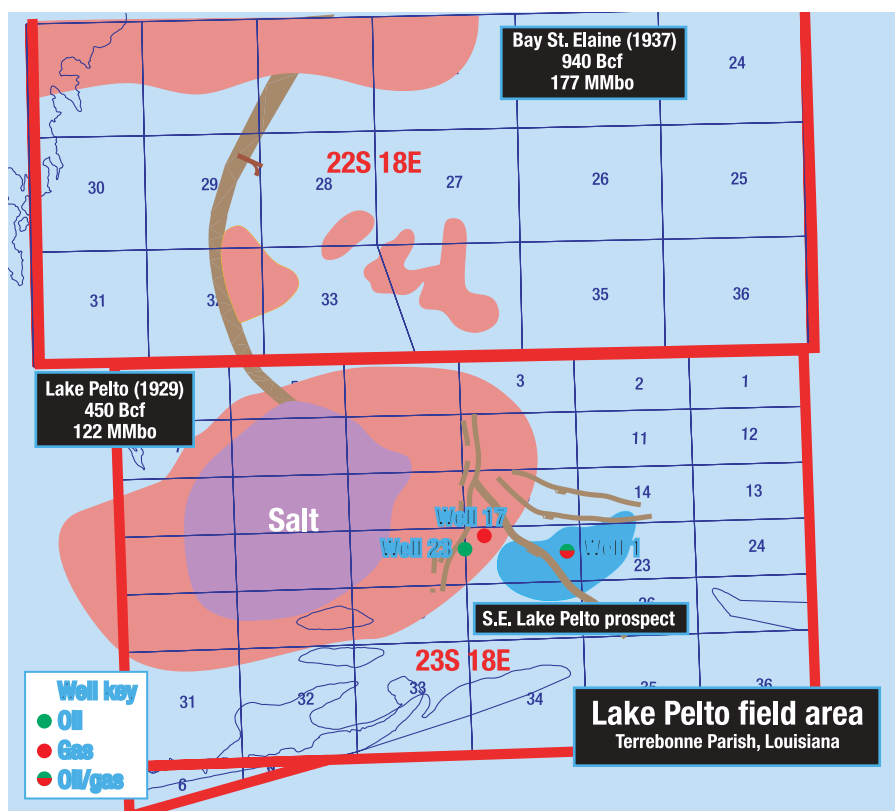 Bay St. Elaine (1937)
940 Bcf
177 MMbo
24
22S 18E
30
29
28
27
26
25
31
32
33
35
36
Lake Pelto (1929)
450 Bcf
122 MMbo
3
2
1
11
12
14
13
Salt
Well 17
Well 23
Well 1
23
24
S.E. Lake Pelto prospect
23S 18E
31
32
33
34
35
36
Well key
Oil
Gas
Oil/gas
6
Lake Pelto field area
Terrebonne Parish, Louisiana